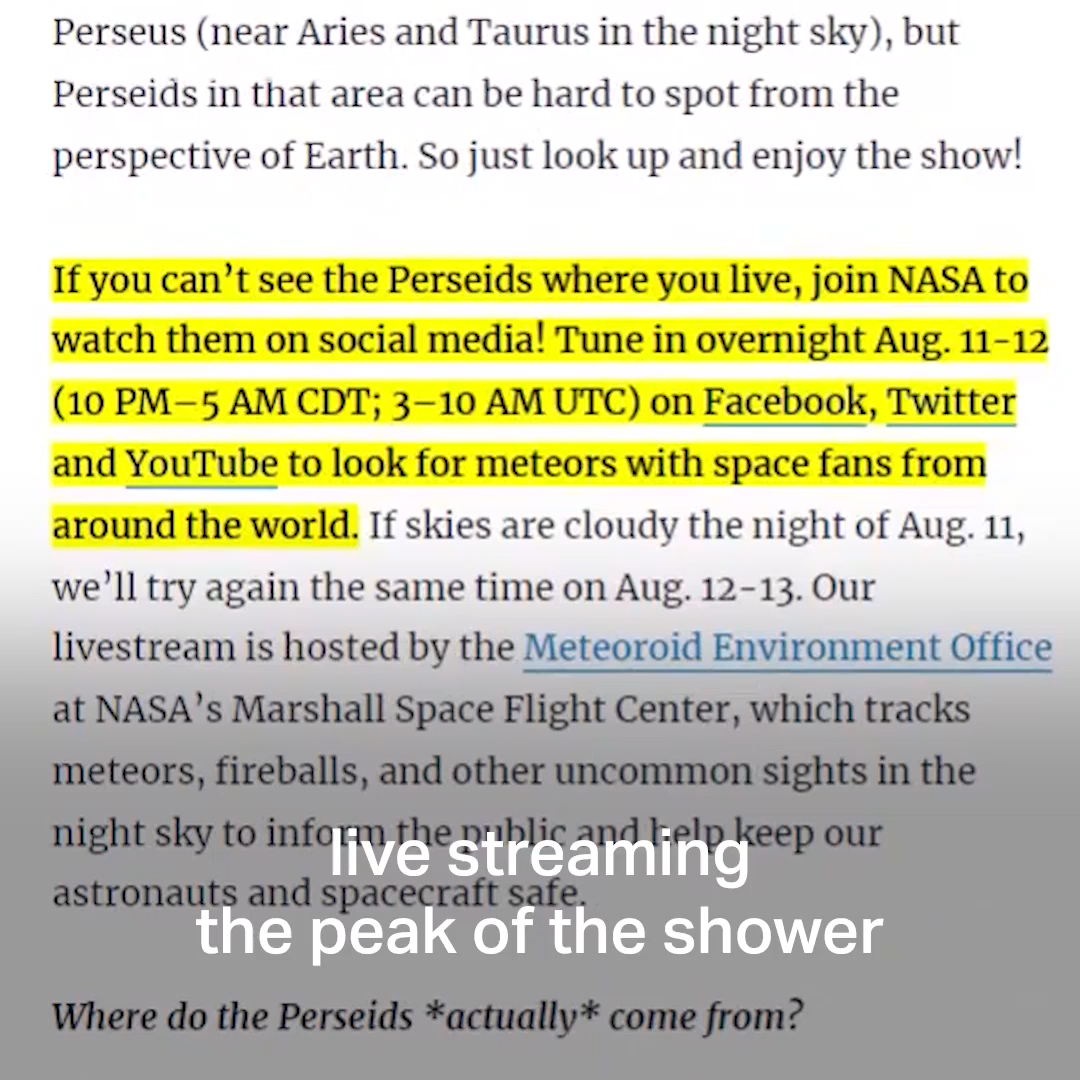 Perseus (near Aries and Taurus in the night sky), but
Perseids in that area can be hard to spot from the
perspective of Earth. So just look up and enjoy the show!
If you can’t see the Perseids where you live, join NASA to
watch them on social media! Tune in overnight Aug. 11-12
(10 PM–5 AM CDT; 3–10 AM UTC) on Facebook, Twitter
and YouTube to look for meteors with space fans from
around the world. If skies are cloudy the night of Aug. 11,
we’ll try again the same time on Aug. 12-13. Our
livestream is hosted by the Meteoroid Environment Office
at NASA’s Marshall Space Flight Center, which tracks
meteors, fireballs, and other uncommon sights in the
night sky to inform the public and help keep our
live streaming
astronauts and spacecraft safe.
the peak of the shower
Where do the Perseids *actually* come from?